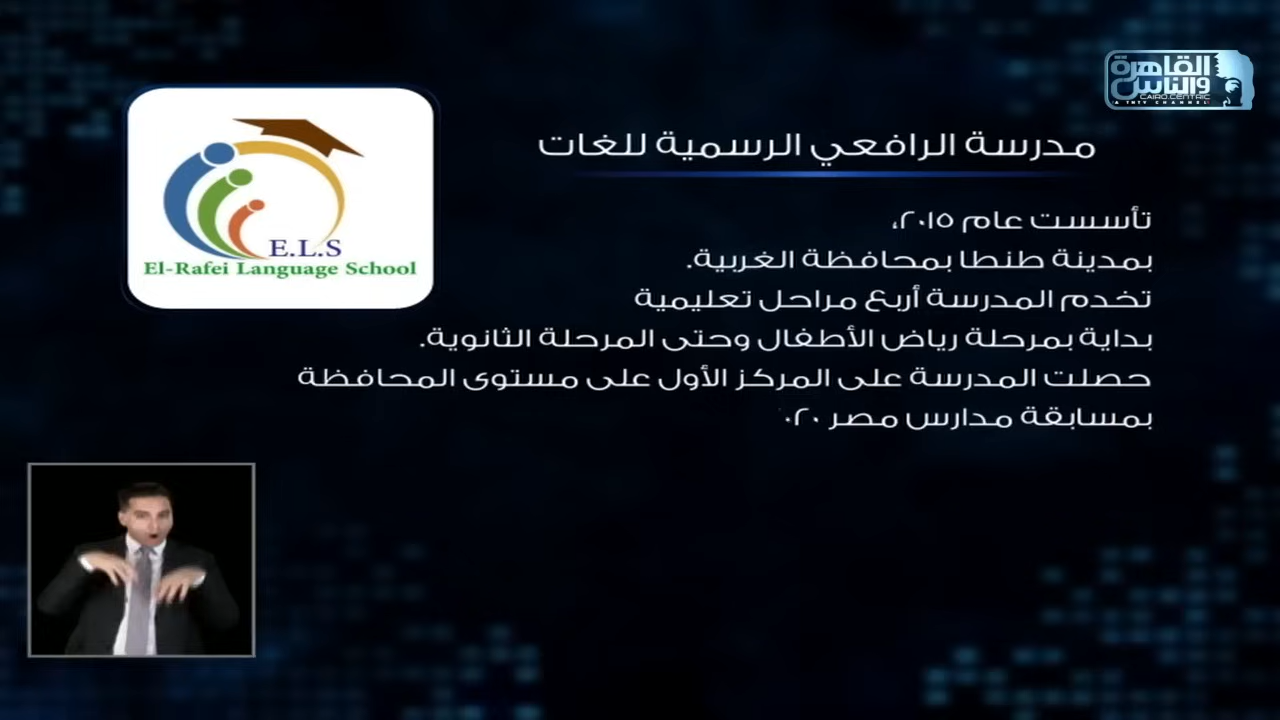 القاهرة
والناس
CAIRO.CENTRIC
A TNTV CHANNEL
مدرسة الرافعي الرسمية للغات
E.L.S
El-Rafei Language School
تأسست عام ٢٠١٥،
بمدينة طنطا بمحافظة الغربية.
تخدم المدرسة أربع مراحل تعليمية
بداية بمرحلة رياض الأطفال وحتى المرحلة الثانوية.
حصلت المدرسة على المركز الأول على مستوى المحافظة
بمسابقة مدارس مصر